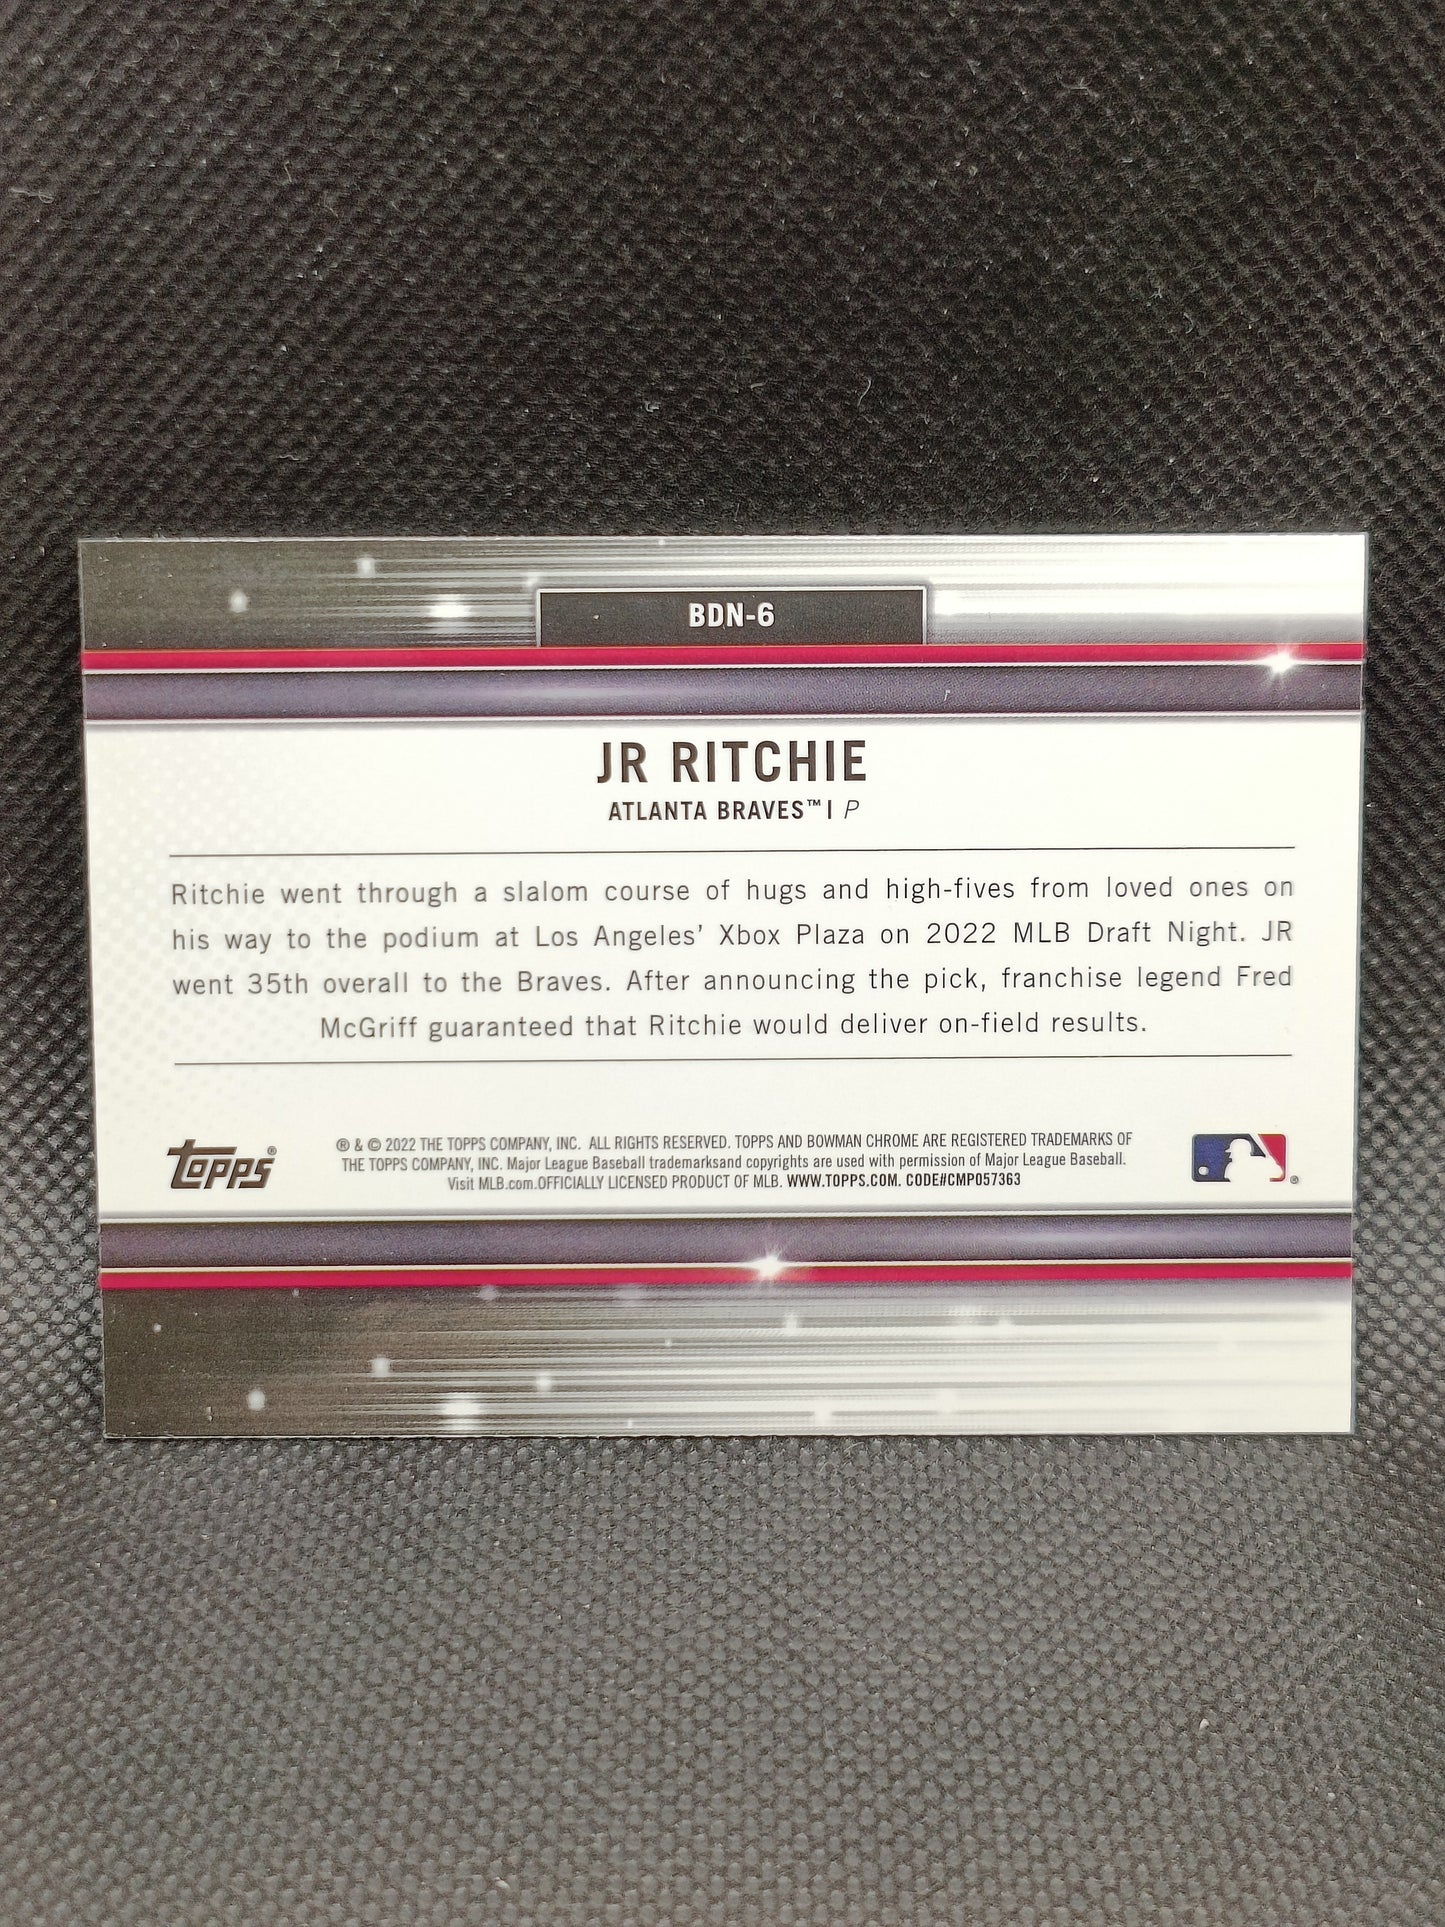 BDN-6
JR RITCHIE
ATLANTA BRAVES™ | P
Ritchie went through a slalom course of hugs and high-fives from loved ones on
his way to the podium at Los Angeles' Xbox Plaza on 2022 MLB Draft Night. JR
went 35th overall to the Braves. After announcing the pick, franchise legend Fred
McGriff guaranteed that Ritchie would deliver on-field results.
topps®
® & © 2022 THE TOPPS COMPANY, INC. ALL RIGHTS RESERVED. TOPPS AND BOWMAN CHROME ARE REGISTERED TRADEMARKS OF
THE TOPPS COMPANY, INC. Major League Baseball trademarksand copyrights are used with permission of Major League Baseball.
Visit MLB.com.OFFICIALLY LICENSED PRODUCT OF MLB. WWW.TOPPS.COM. CODE#CMP057363
®